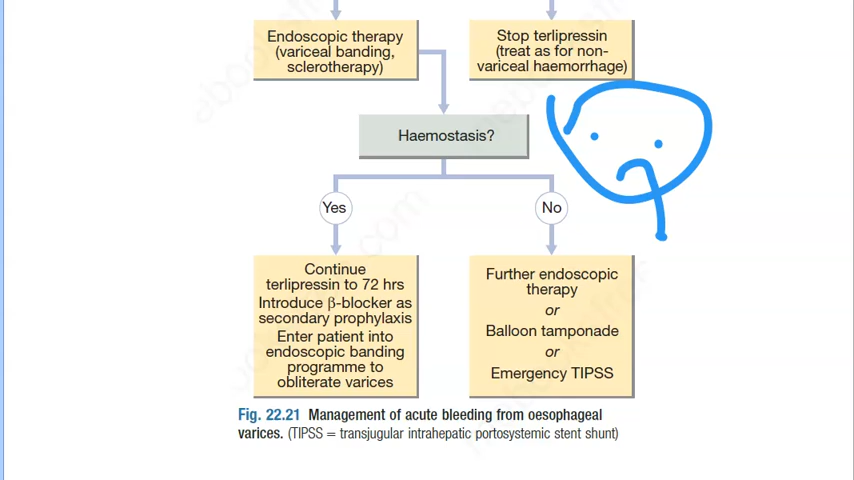 Endoscopic therapy
(variceal banding,
sclerotherapy)
Stop terlipressin
(treat as for non-
variceal haemorrhage)
Haemostasis?
Yes
No
Continue
terlipressin to 72 hrs
Introduce β-blocker as
secondary prophylaxis
Enter patient into
endoscopic banding
programme to
obliterate varices
Further endoscopic
therapy
or
Balloon tamponade
or
Emergency TIPSS
Fig. 22.21 Management of acute bleeding from oesophageal
varices. (TIPSS = transjugular intrahepatic portosystemic stent shunt)